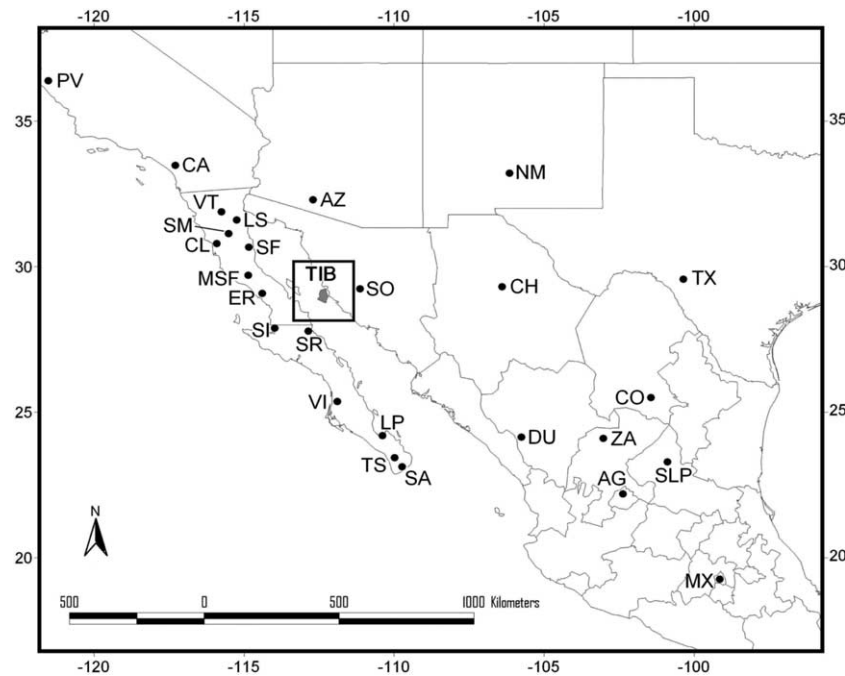 -120 -115 -110 -105 -100
PV
35 35
CA
NM
AZ
VT
LS
SM
CL
SF
30 30
TIB
MSF
SO
CH
TX
ER
SI
SR
CO
VI
25 25
LP
DU
ZA
TS
SA
AG
SLP
N
20 20
MX
500 0 500 1000 Kilometers
-120 -115 -110 -105 -100